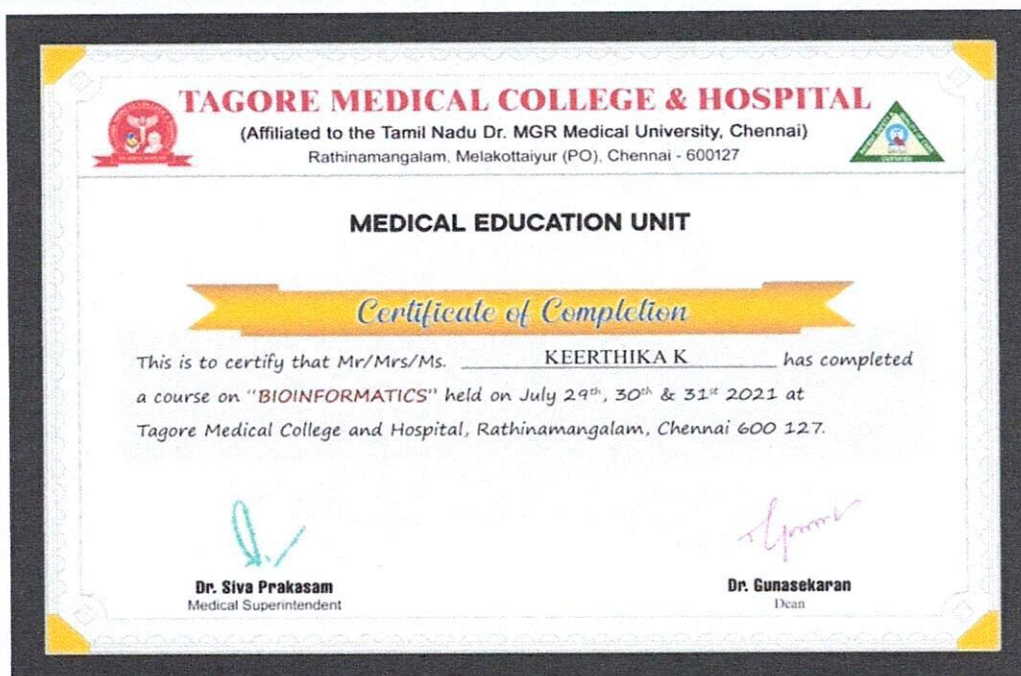 TAGORE MEDICAL COLLEGE & HOSPITAL
(Affiliated to the Tamil Nadu Dr. MGR Medical University, Chennai)
Rathinamangalam, Melakottaiyur (PO), Chennai - 600127
MEDICAL EDUCATION UNIT
Certificate of Completion
This is to certify that Mr/Mrs/Ms. KEERTHIKA K has completed
a course on "BIOINFORMATICS" held on July 29th, 30th & 31st 2021 at
Tagore Medical College and Hospital, Rathinamangalam, Chennai 600 127.
Dr. Siva Prakasam
Medical Superintendent
Dr. Gunasekaran
Dean